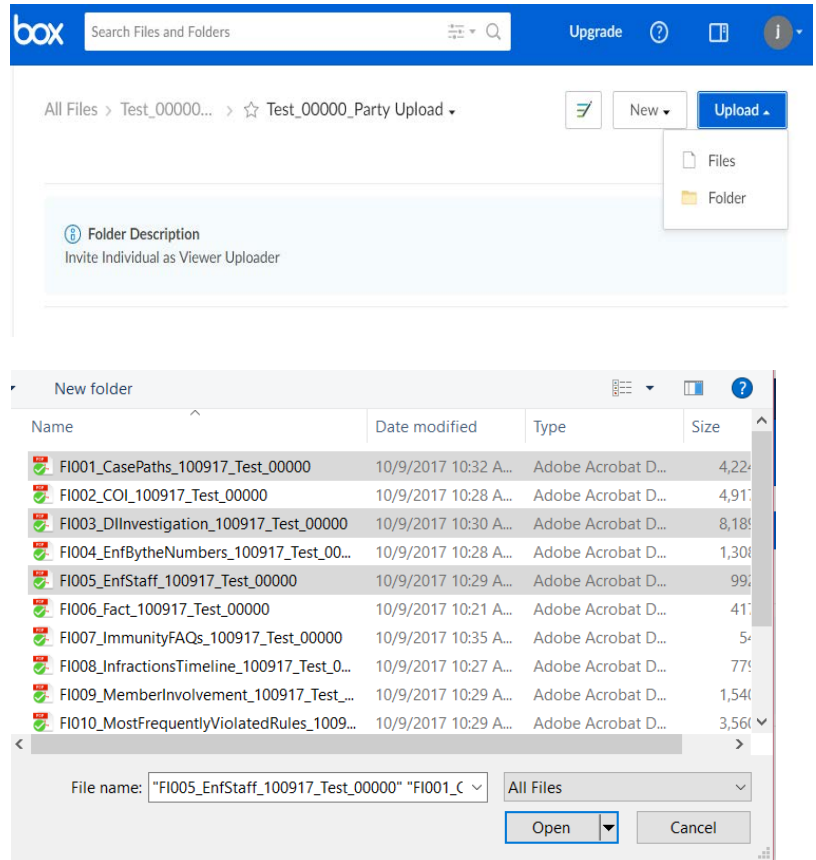 box Search Files and Folders Upgrade ? j
All Files > Test_00000... > Test_00000_Party Upload New Upload
Files
Folder
Folder Description
Invite Individual as Viewer Uploader
New folder ?
Name Date modified Type Size
FI001_CasePaths_100917_Test_00000 10/9/2017 10:32 A... Adobe Acrobat D... 4,224
FI002_COI_100917_Test_00000 10/9/2017 10:28 A... Adobe Acrobat D... 4,91
FI003_DIInvestigation_100917_Test_00000 10/9/2017 10:30 A... Adobe Acrobat D... 8,189
FI004_EnfBytheNumbers_100917_Test_00... 10/9/2017 10:28 A... Adobe Acrobat D... 1,308
FI005_EnfStaff_100917_Test_00000 10/9/2017 10:29 A... Adobe Acrobat D... 992
FI006_Fact_100917_Test_00000 10/9/2017 10:21 A... Adobe Acrobat D... 41
FI007_ImmunityFAQs_100917_Test_00000 10/9/2017 10:35 A... Adobe Acrobat D... 54
FI008_InfractionsTimeline_100917_Test_0... 10/9/2017 10:27 A... Adobe Acrobat D... 779
FI009_MemberInvolvement_100917_Test_... 10/9/2017 10:29 A... Adobe Acrobat D... 1,540
FI010_MostFrequentlyViolatedRules_1009... 10/9/2017 10:29 A... Adobe Acrobat D... 3,560
File name: "FI005_EnfStaff_100917_Test_00000" "FI001_C All Files
Open Cancel